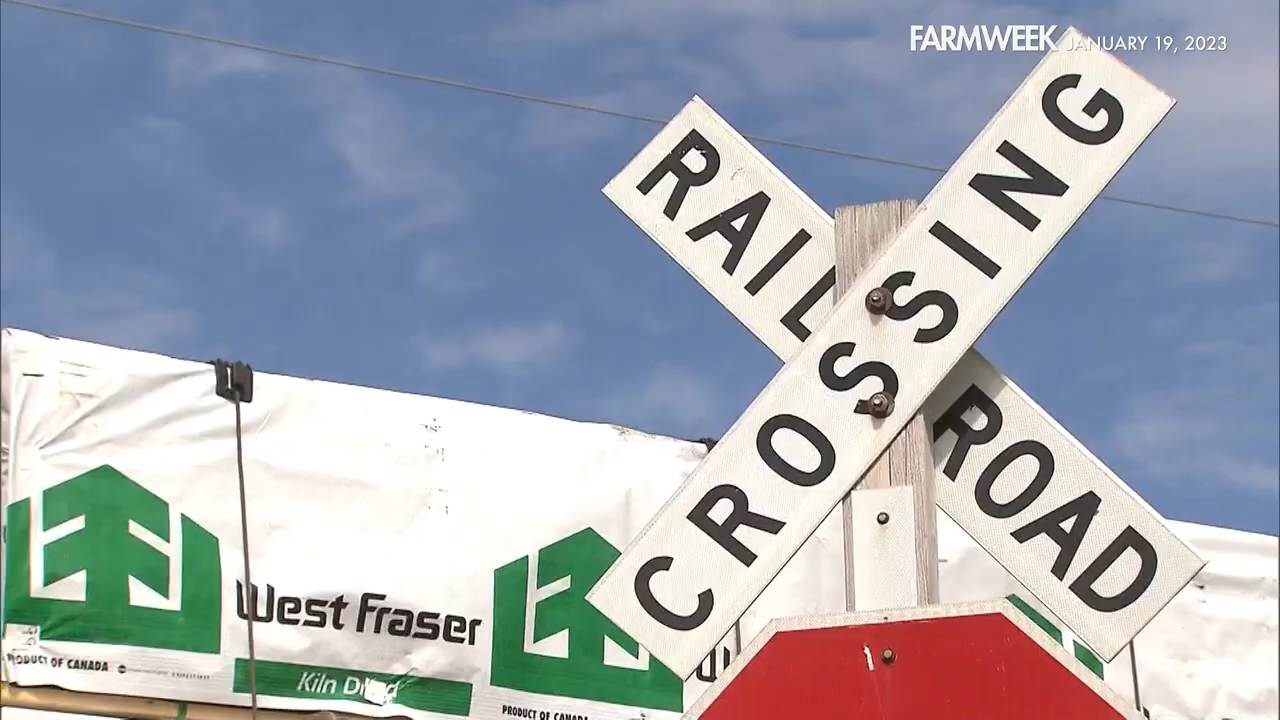 FARMWEEK JANUARY 19, 2023
RAILROAD
CROSSING
West Fraser
Kiln Dried
PRODUCT OF CANADA
PRODUCT OF CANADA